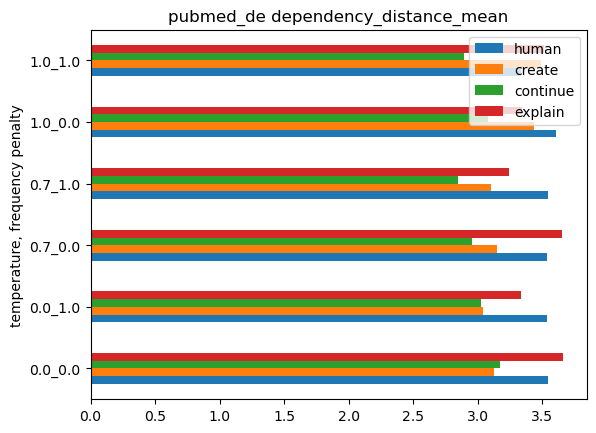 pubmed_de dependency_distance_mean
human
create
continue
explain
temperature, frequency penalty
1.0_1.0
1.0_0.0
0.7_1.0
0.7_0.0
0.0_1.0
0.0_0.0
0.0 0.5 1.0 1.5 2.0 2.5 3.0 3.5